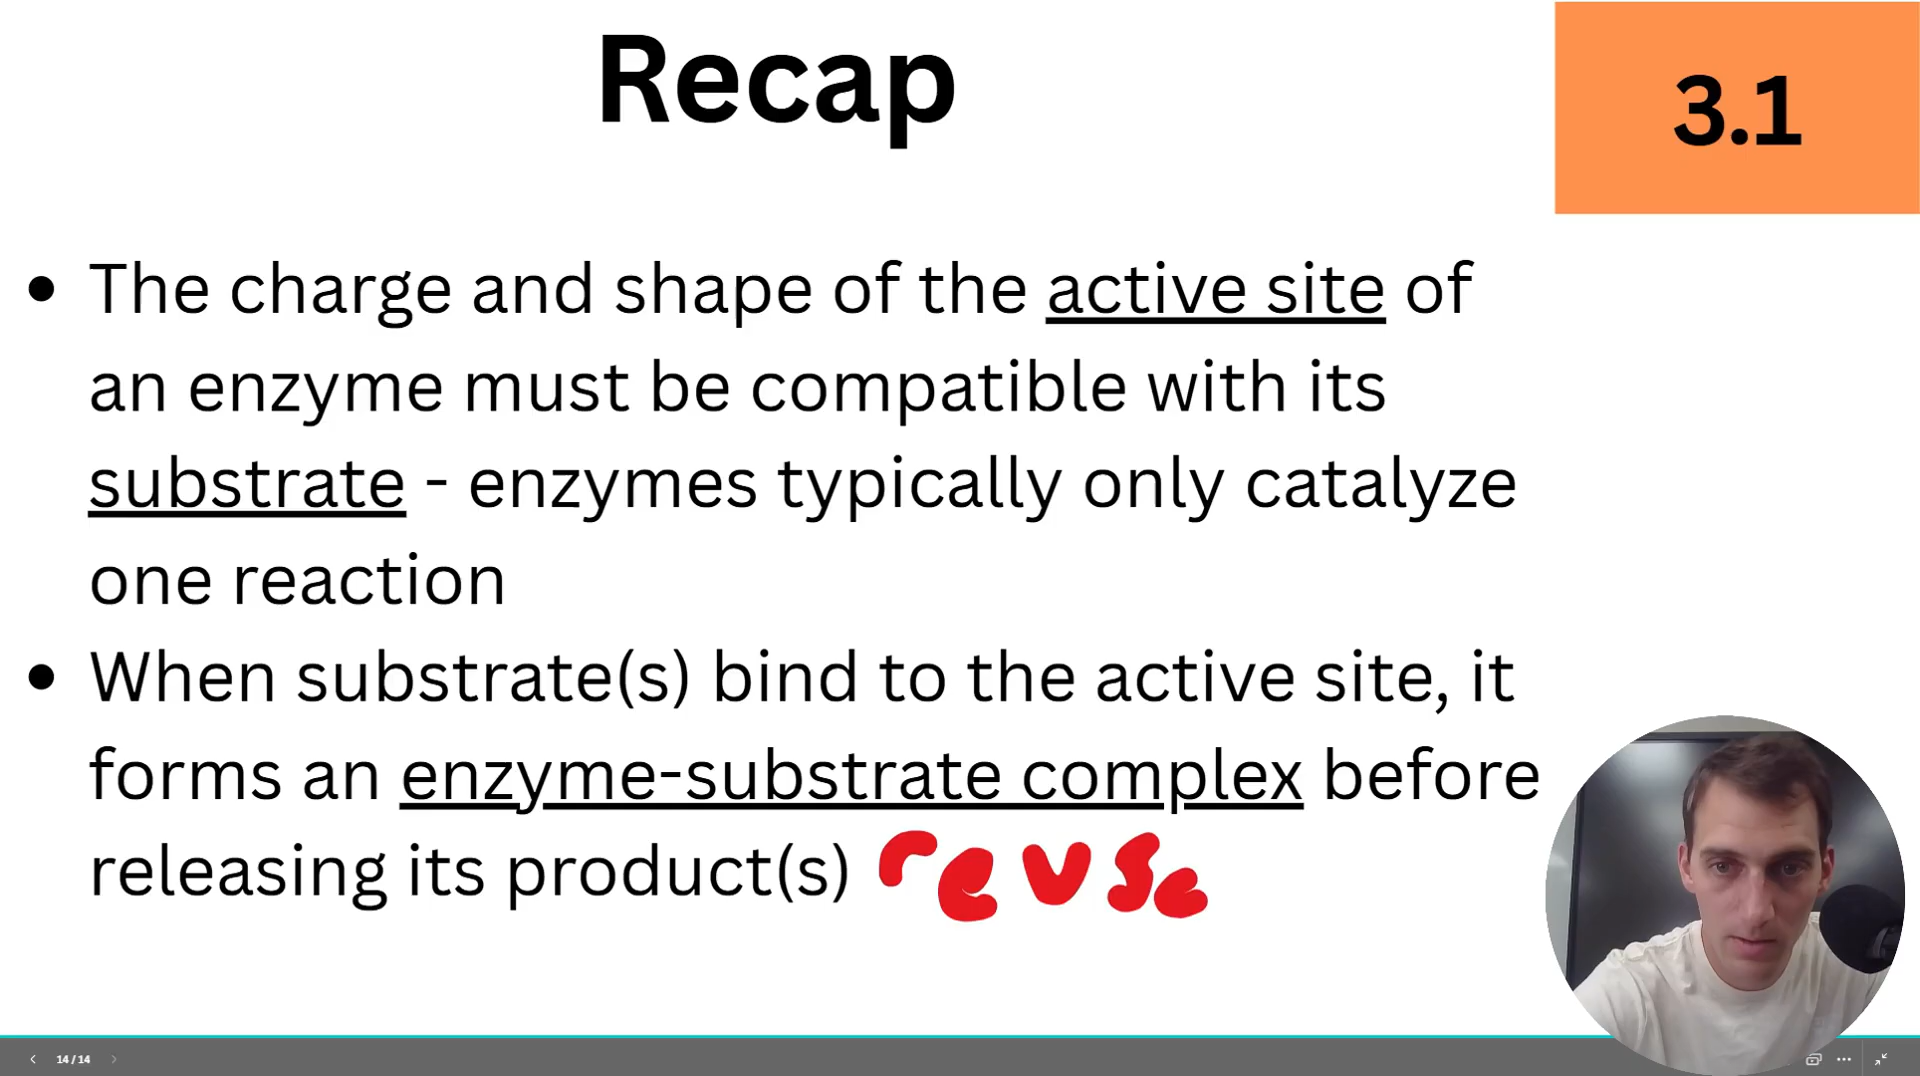 Recap
3.1
• The charge and shape of the active site of
an enzyme must be compatible with its
substrate - enzymes typically only catalyze
one reaction
• When substrate(s) bind to the active site, it
forms an enzyme-substrate complex before
releasing its product(s) reuse
14 / 14